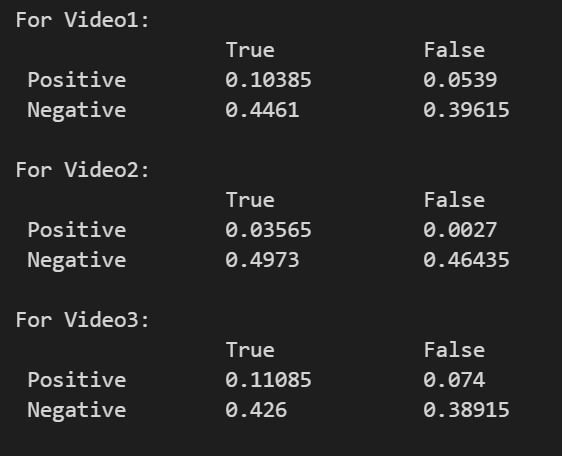 For Video1:
True False
Positive 0.10385 0.0539
Negative 0.4461 0.39615
For Video2:
True False
Positive 0.03565 0.0027
Negative 0.4973 0.46435
For Video3:
True False
Positive 0.11085 0.074
Negative 0.426 0.38915